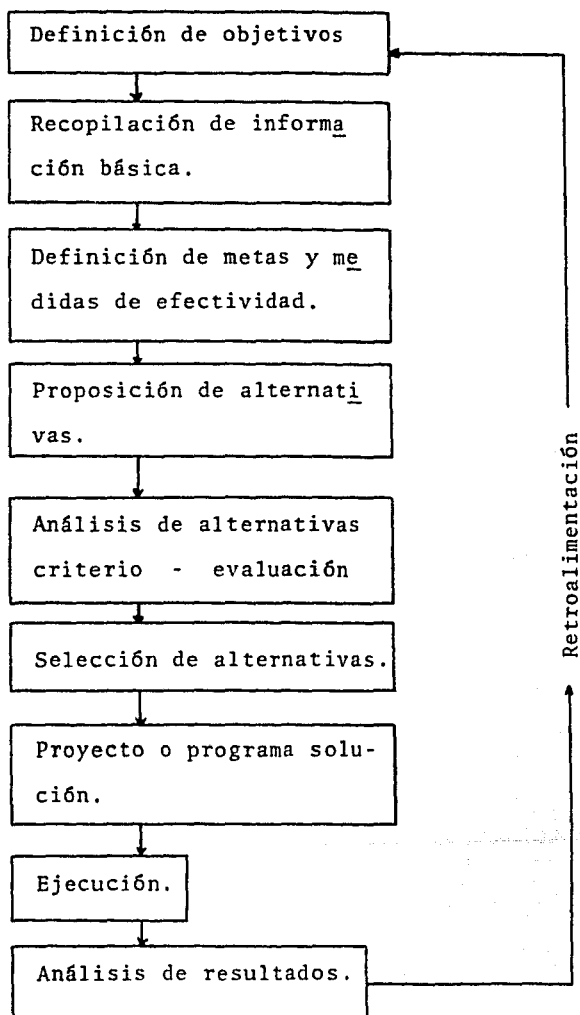 Definición de objetivos
Recopilación de informa
ción básica.
Definición de metas y me
didas de efectividad.
Proposición de alternati
vas.
Análisis de alternativas
criterio - evaluación
Selección de alternativas.
Proyecto o programa solu-
ción.
Ejecución.
Análisis de resultados.
Retroalimentación